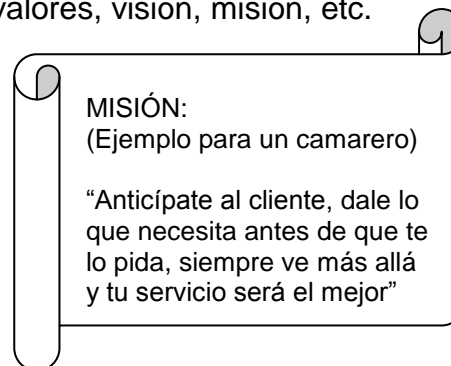 valores, visión, misión, etc.
MISIÓN:
(Ejemplo para un camarero)
“Anticípate al cliente, dale lo
que necesita antes de que te
lo pida, siempre ve más allá
y tu servicio será el mejor”